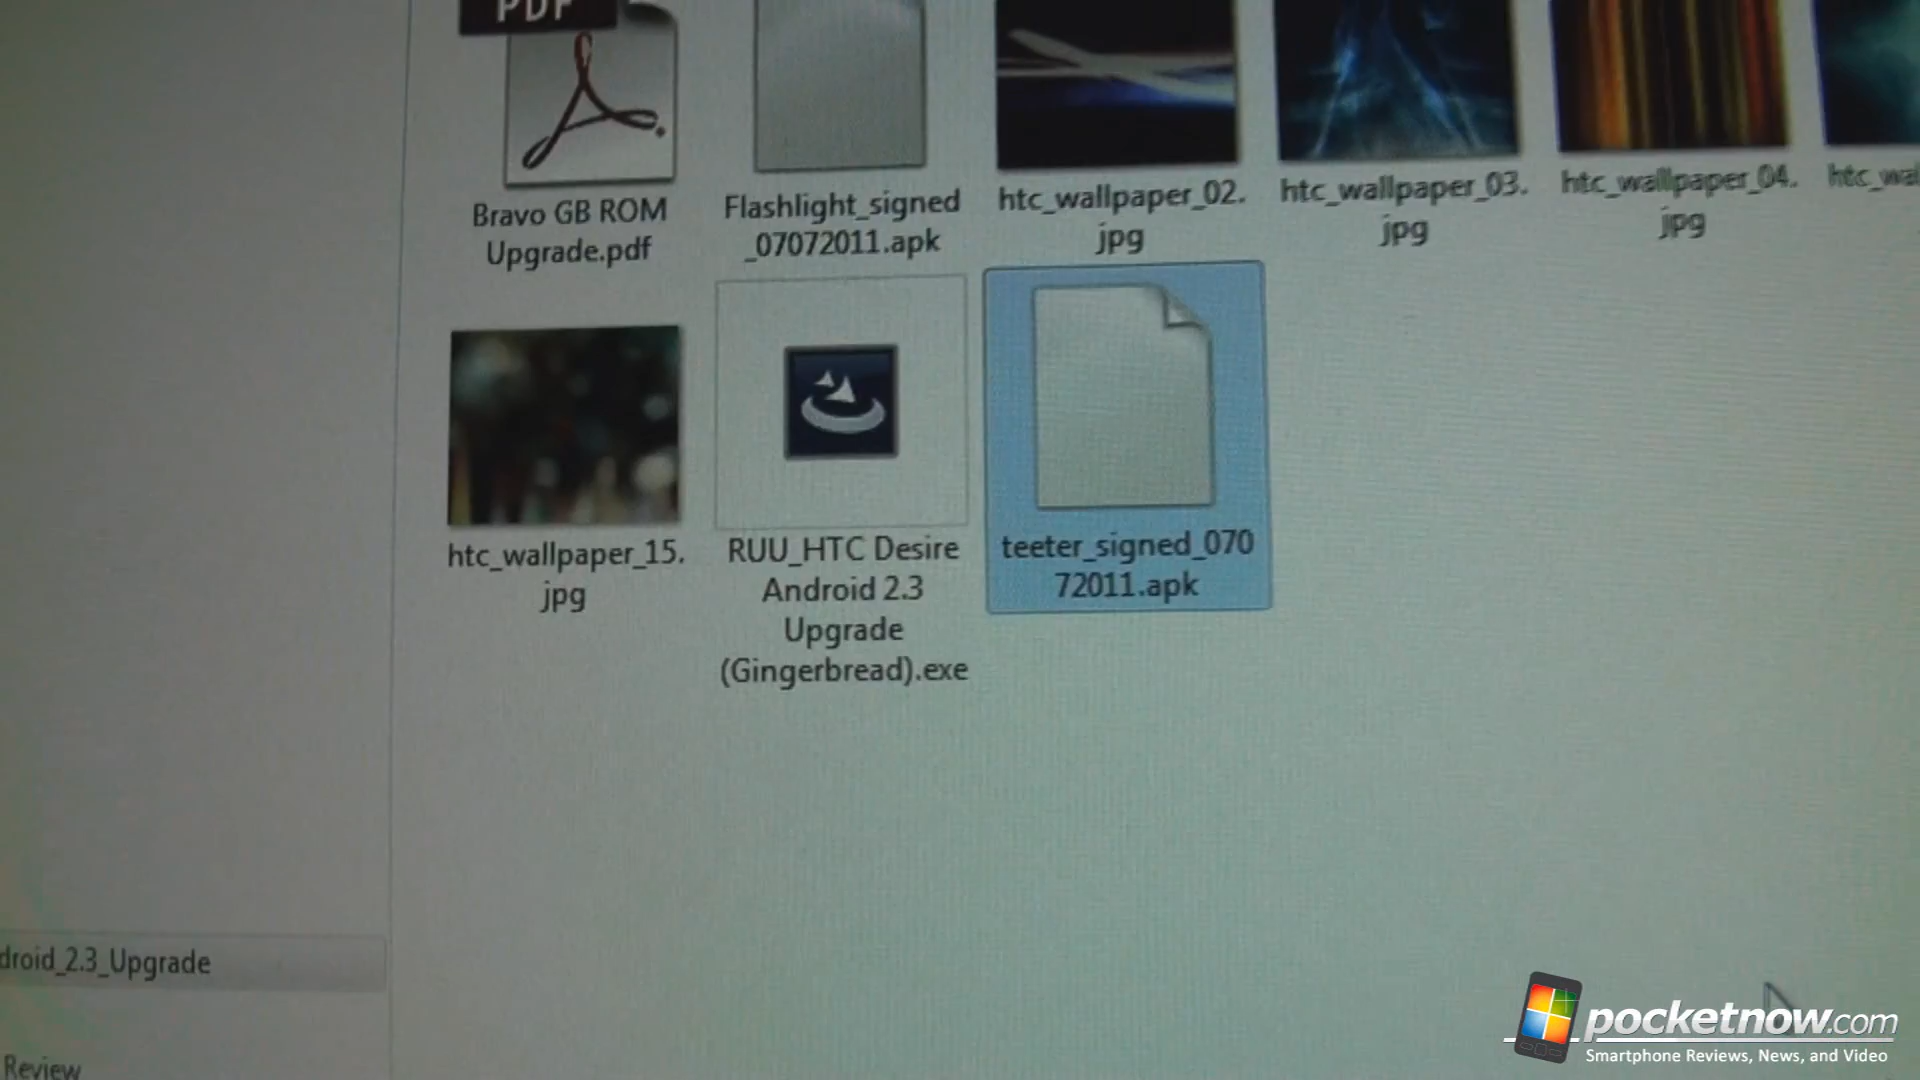 PDF
Bravo GB ROM
Upgrade.pdf
Flashlight_signed
_07072011.apk
htc_wallpaper_02.
jpg
htc_wallpaper_03.
jpg
htc_wallpaper_04.
jpg
htc_wal
htc_wallpaper_15.
jpg
RUU_HTC Desire
Android 2.3
Upgrade
(Gingerbread).exe
teeter_signed_070
72011.apk
droid_2.3_Upgrade
Review
pocketnow.com
Smartphone Reviews, News, and Video